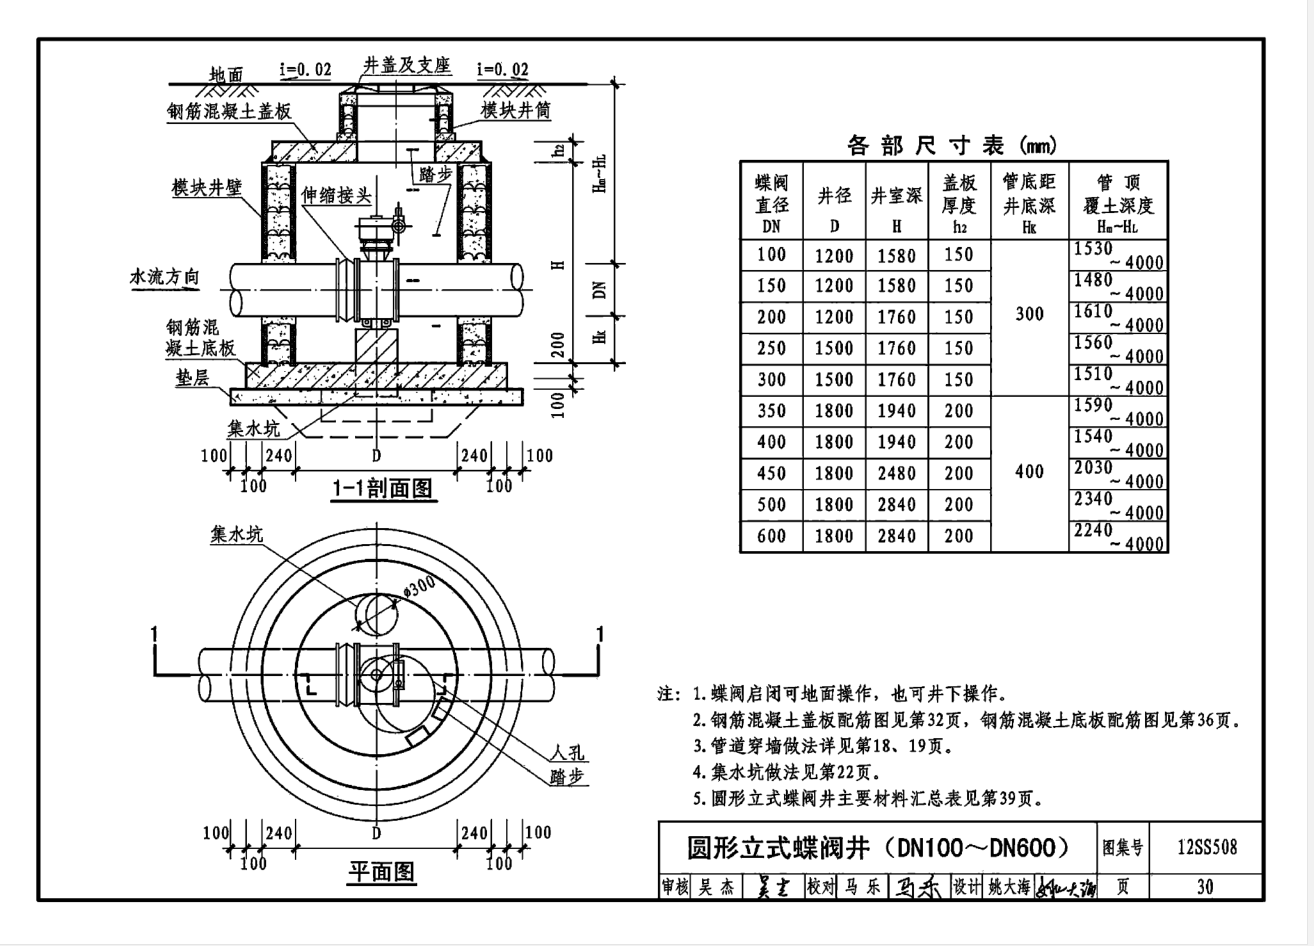 地面
i=0.02
井盖及支座
i=0.02
钢筋混凝土盖板
模块井筒
h₂
Hm~HL
踏步
模块井壁
伸缩接头
水流方向
H
DN
钢筋混
凝土底板
200
HK
垫层
100
集水坑
100 240 D 240 100
100 100
1-1剖面图
集水坑
ø300
1 1
人孔
踏步
100 240 D 240 100
100 100
平面图
各部尺寸表 (mm)
蝶阀直径DN 井径D 井室深H 盖板厚度h₂ 管底距井底深HK 管顶覆土深度Hm~HL
100 1200 1580 150 300 1530~4000
150 1200 1580 150 1480~4000
200 1200 1760 150 1610~4000
250 1500 1760 150 1560~4000
300 1500 1760 150 1510~4000
350 1800 1940 200 400 1590~4000
400 1800 1940 200 1540~4000
450 1800 2480 200 2030~4000
500 1800 2840 200 2340~4000
600 1800 2840 200 2240~4000
注：1.蝶阀启闭可地面操作，也可井下操作。
2.钢筋混凝土盖板配筋图见第32页，钢筋混凝土底板配筋图见第36页。
3.管道穿墙做法详见第18、19页。
4.集水坑做法见第22页。
5.圆形立式蝶阀井主要材料汇总表见第39页。
圆形立式蝶阀井（DN100～DN600） 图集号 12SS508
审核 吴杰 吴杰 校对 马乐 马乐 设计 姚大海 姚大海 页 30